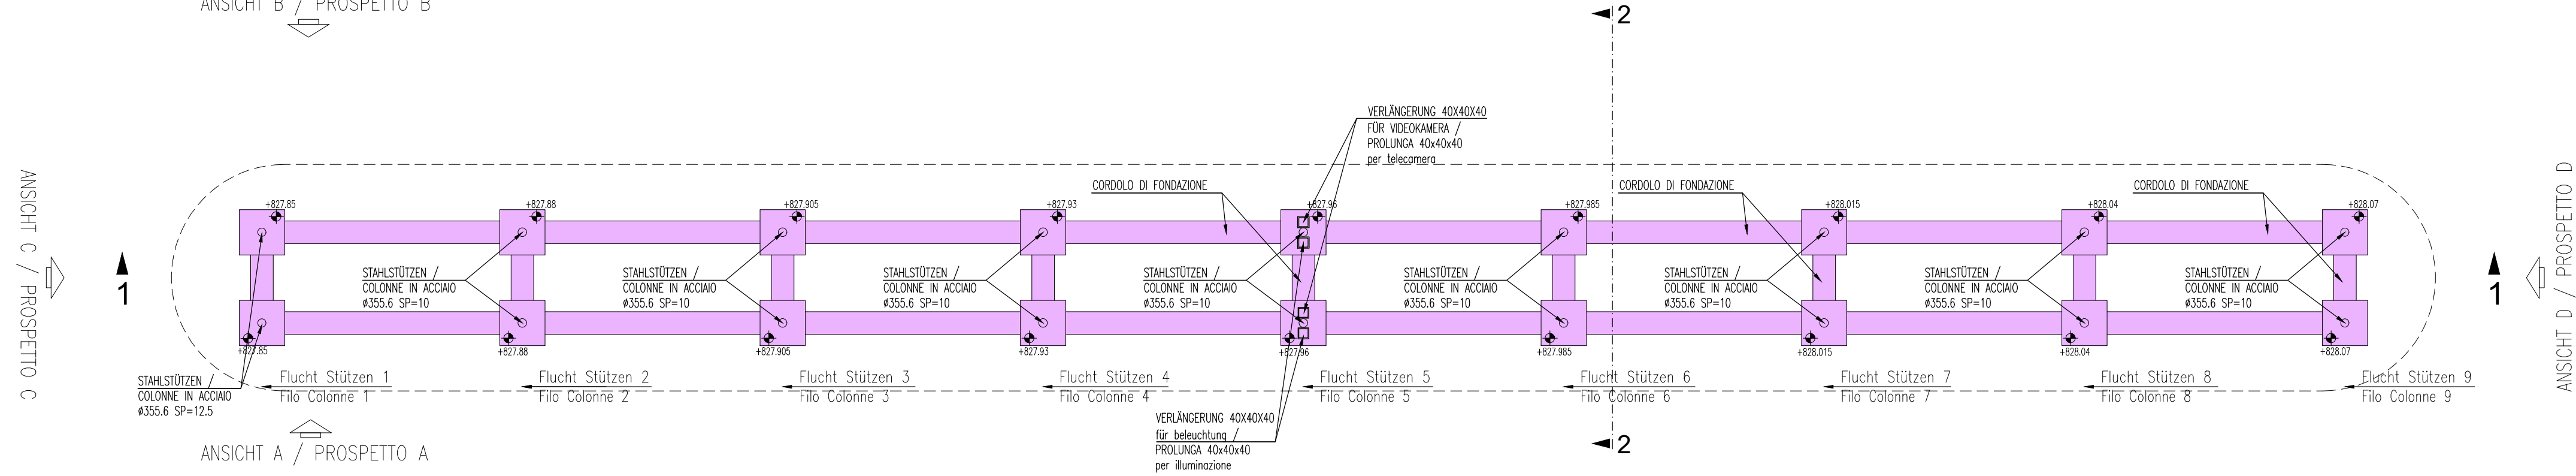 ANSICHT B / PROSPETTO B
2
VERLÄNGERUNG 40X40X40
FÜR VIDEOKAMERA /
PROLUNGA 40x40x40
per telecamera
ANSICHT C / PROSPETTO C
ANSICHT D / PROSPETTO D
CORDOLO DI FONDAZIONE
CORDOLO DI FONDAZIONE
CORDOLO DI FONDAZIONE
+827.85
+827.88
+827.905
+827.93
+827.96
+827.985
+828.015
+828.04
+828.07
1
1
STAHLSTÜTZEN /
COLONNE IN ACCIAIO
ø355.6 SP=10
STAHLSTÜTZEN /
COLONNE IN ACCIAIO
ø355.6 SP=10
STAHLSTÜTZEN /
COLONNE IN ACCIAIO
ø355.6 SP=10
STAHLSTÜTZEN /
COLONNE IN ACCIAIO
ø355.6 SP=10
STAHLSTÜTZEN /
COLONNE IN ACCIAIO
ø355.6 SP=10
STAHLSTÜTZEN /
COLONNE IN ACCIAIO
ø355.6 SP=10
STAHLSTÜTZEN /
COLONNE IN ACCIAIO
ø355.6 SP=10
STAHLSTÜTZEN /
COLONNE IN ACCIAIO
ø355.6 SP=10
+827.85
+827.88
+827.905
+827.93
+827.96
+827.985
+828.015
+828.04
+828.07
STAHLSTÜTZEN /
COLONNE IN ACCIAIO
ø355.6 SP=12.5
Flucht Stützen 1
Filo Colonne 1
Flucht Stützen 2
Filo Colonne 2
Flucht Stützen 3
Filo Colonne 3
Flucht Stützen 4
Filo Colonne 4
Flucht Stützen 5
Filo Colonne 5
Flucht Stützen 6
Filo Colonne 6
Flucht Stützen 7
Filo Colonne 7
Flucht Stützen 8
Filo Colonne 8
Flucht Stützen 9
Filo Colonne 9
VERLÄNGERUNG 40X40X40
für beleuchtung /
PROLUNGA 40x40x40
per illuminazione
2
ANSICHT A / PROSPETTO A